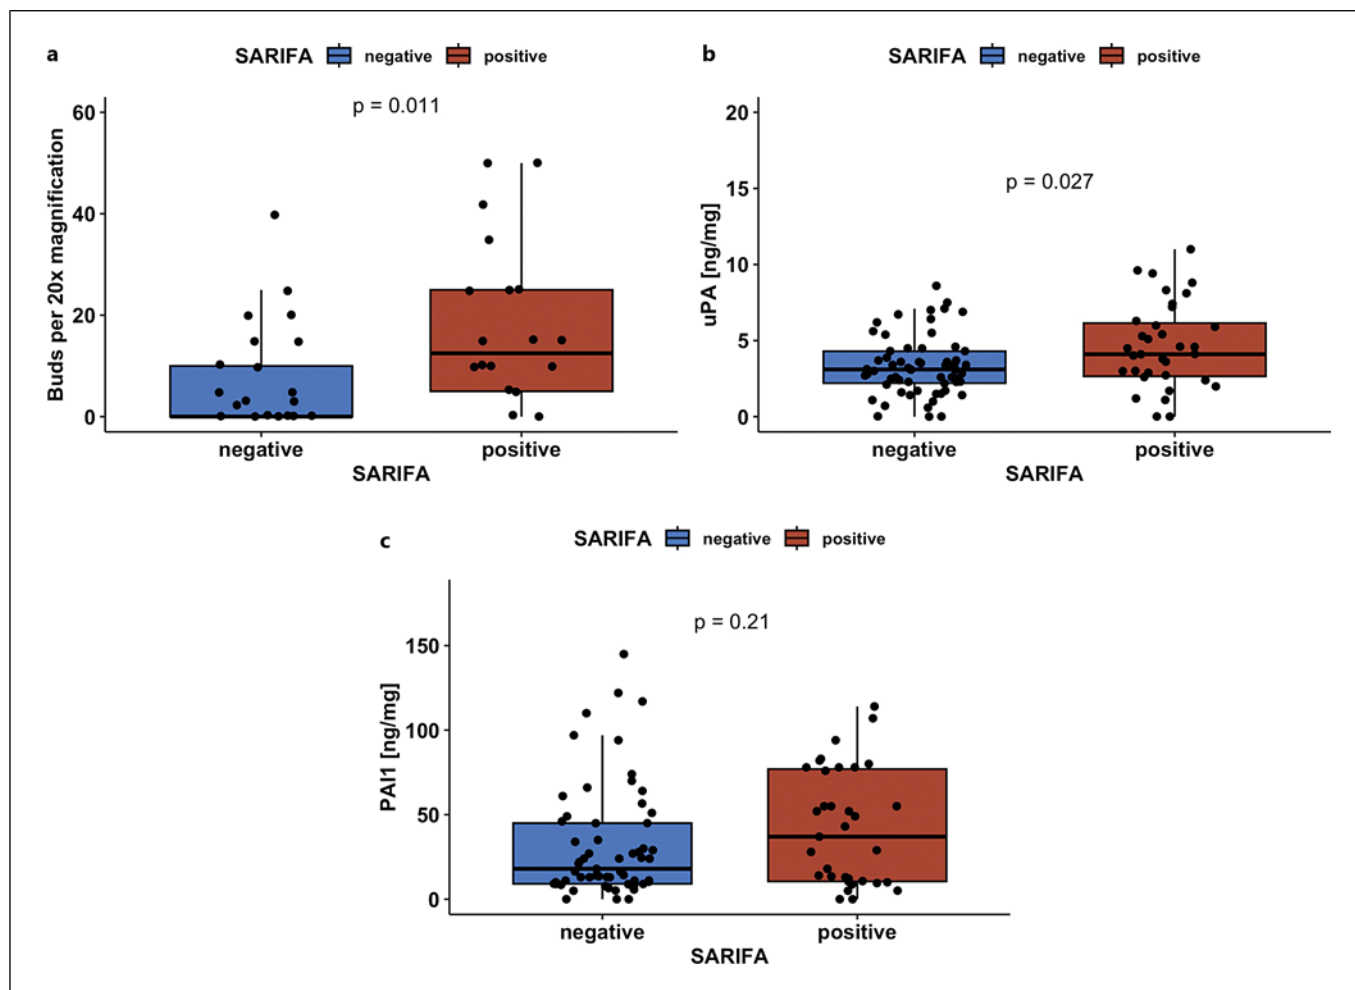 a
SARIFA negative positive
p = 0.011
60
40
20
0
Buds per 20x magnification
negative positive
SARIFA
b
SARIFA negative positive
p = 0.027
20
15
10
5
0
uPA [ng/mg]
negative positive
SARIFA
c
SARIFA negative positive
p = 0.21
150
100
50
0
PAI1 [ng/mg]
negative positive
SARIFA